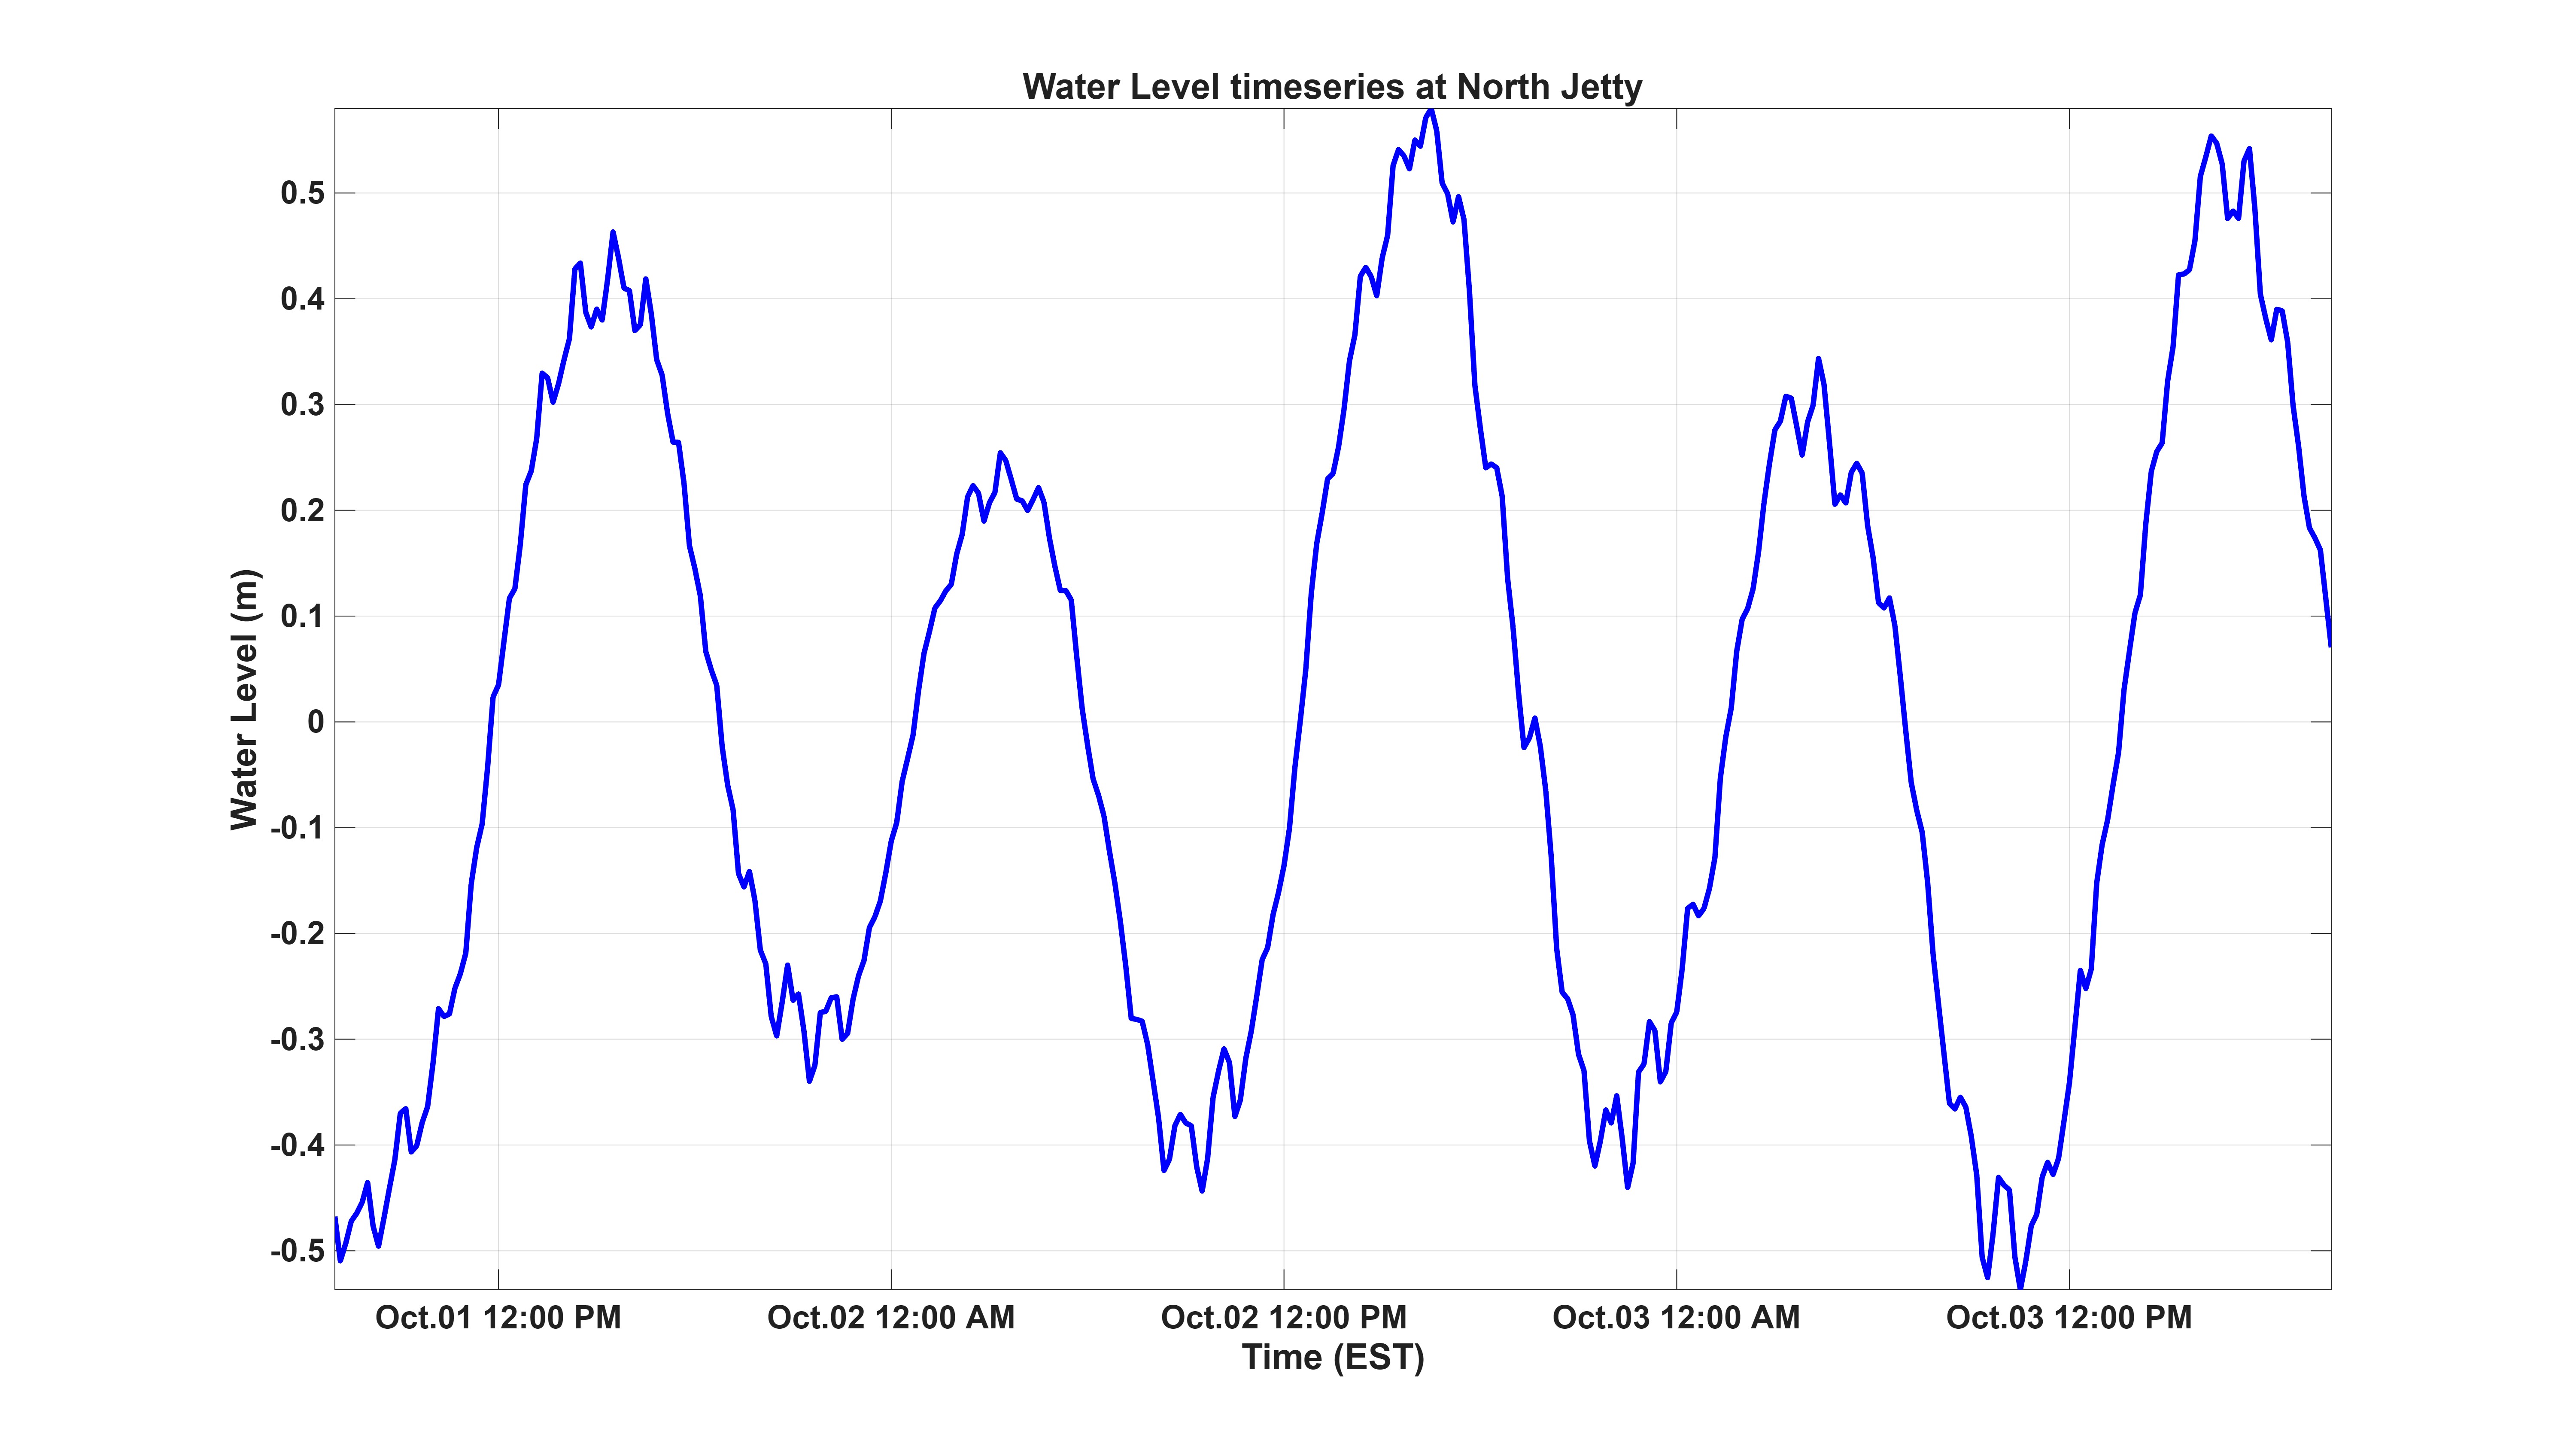 Water Level timeseries at North Jetty
0.5
0.4
0.3
0.2
0.1
0
-0.1
-0.2
-0.3
-0.4
-0.5
Water Level (m)
Oct.01 12:00 PM Oct.02 12:00 AM Oct.02 12:00 PM Oct.03 12:00 AM Oct.03 12:00 PM
Time (EST)